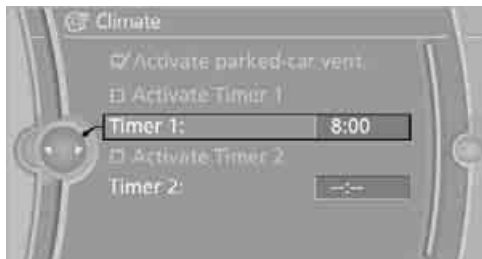 Climate
Activate parked-car vent.
Activate Timer 1
Timer 1: 8:00
Activate Timer 2
Timer 2: --:--